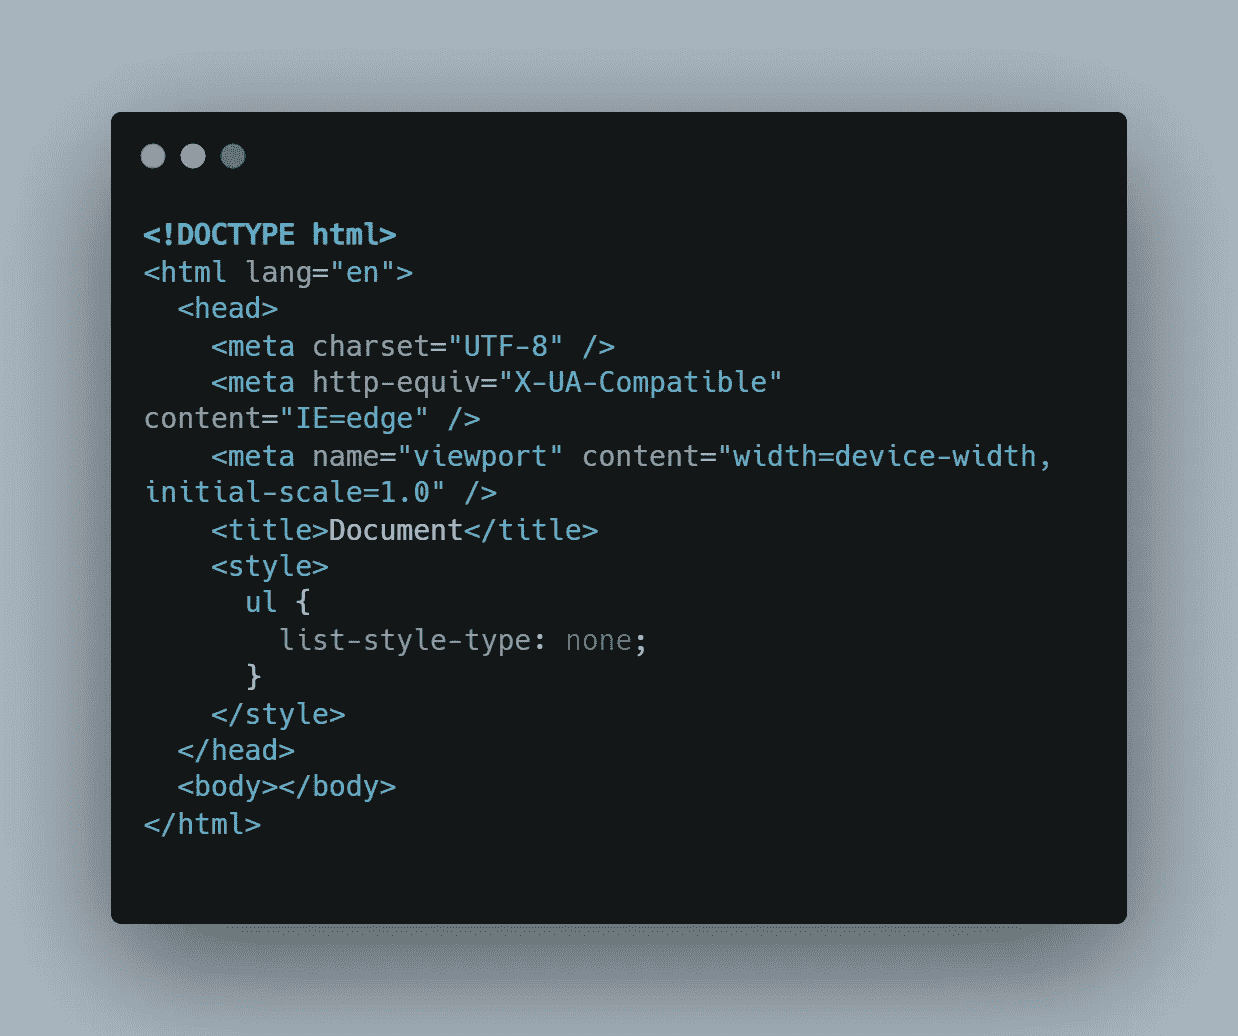 <!DOCTYPE html>
<html lang="en">
  <head>
    <meta charset="UTF-8" />
    <meta http-equiv="X-UA-Compatible"
content="IE=edge" />
    <meta name="viewport" content="width=device-width,
initial-scale=1.0" />
    <title>Document</title>
    <style>
      ul {
        list-style-type: none;
      }
    </style>
  </head>
  <body></body>
</html>